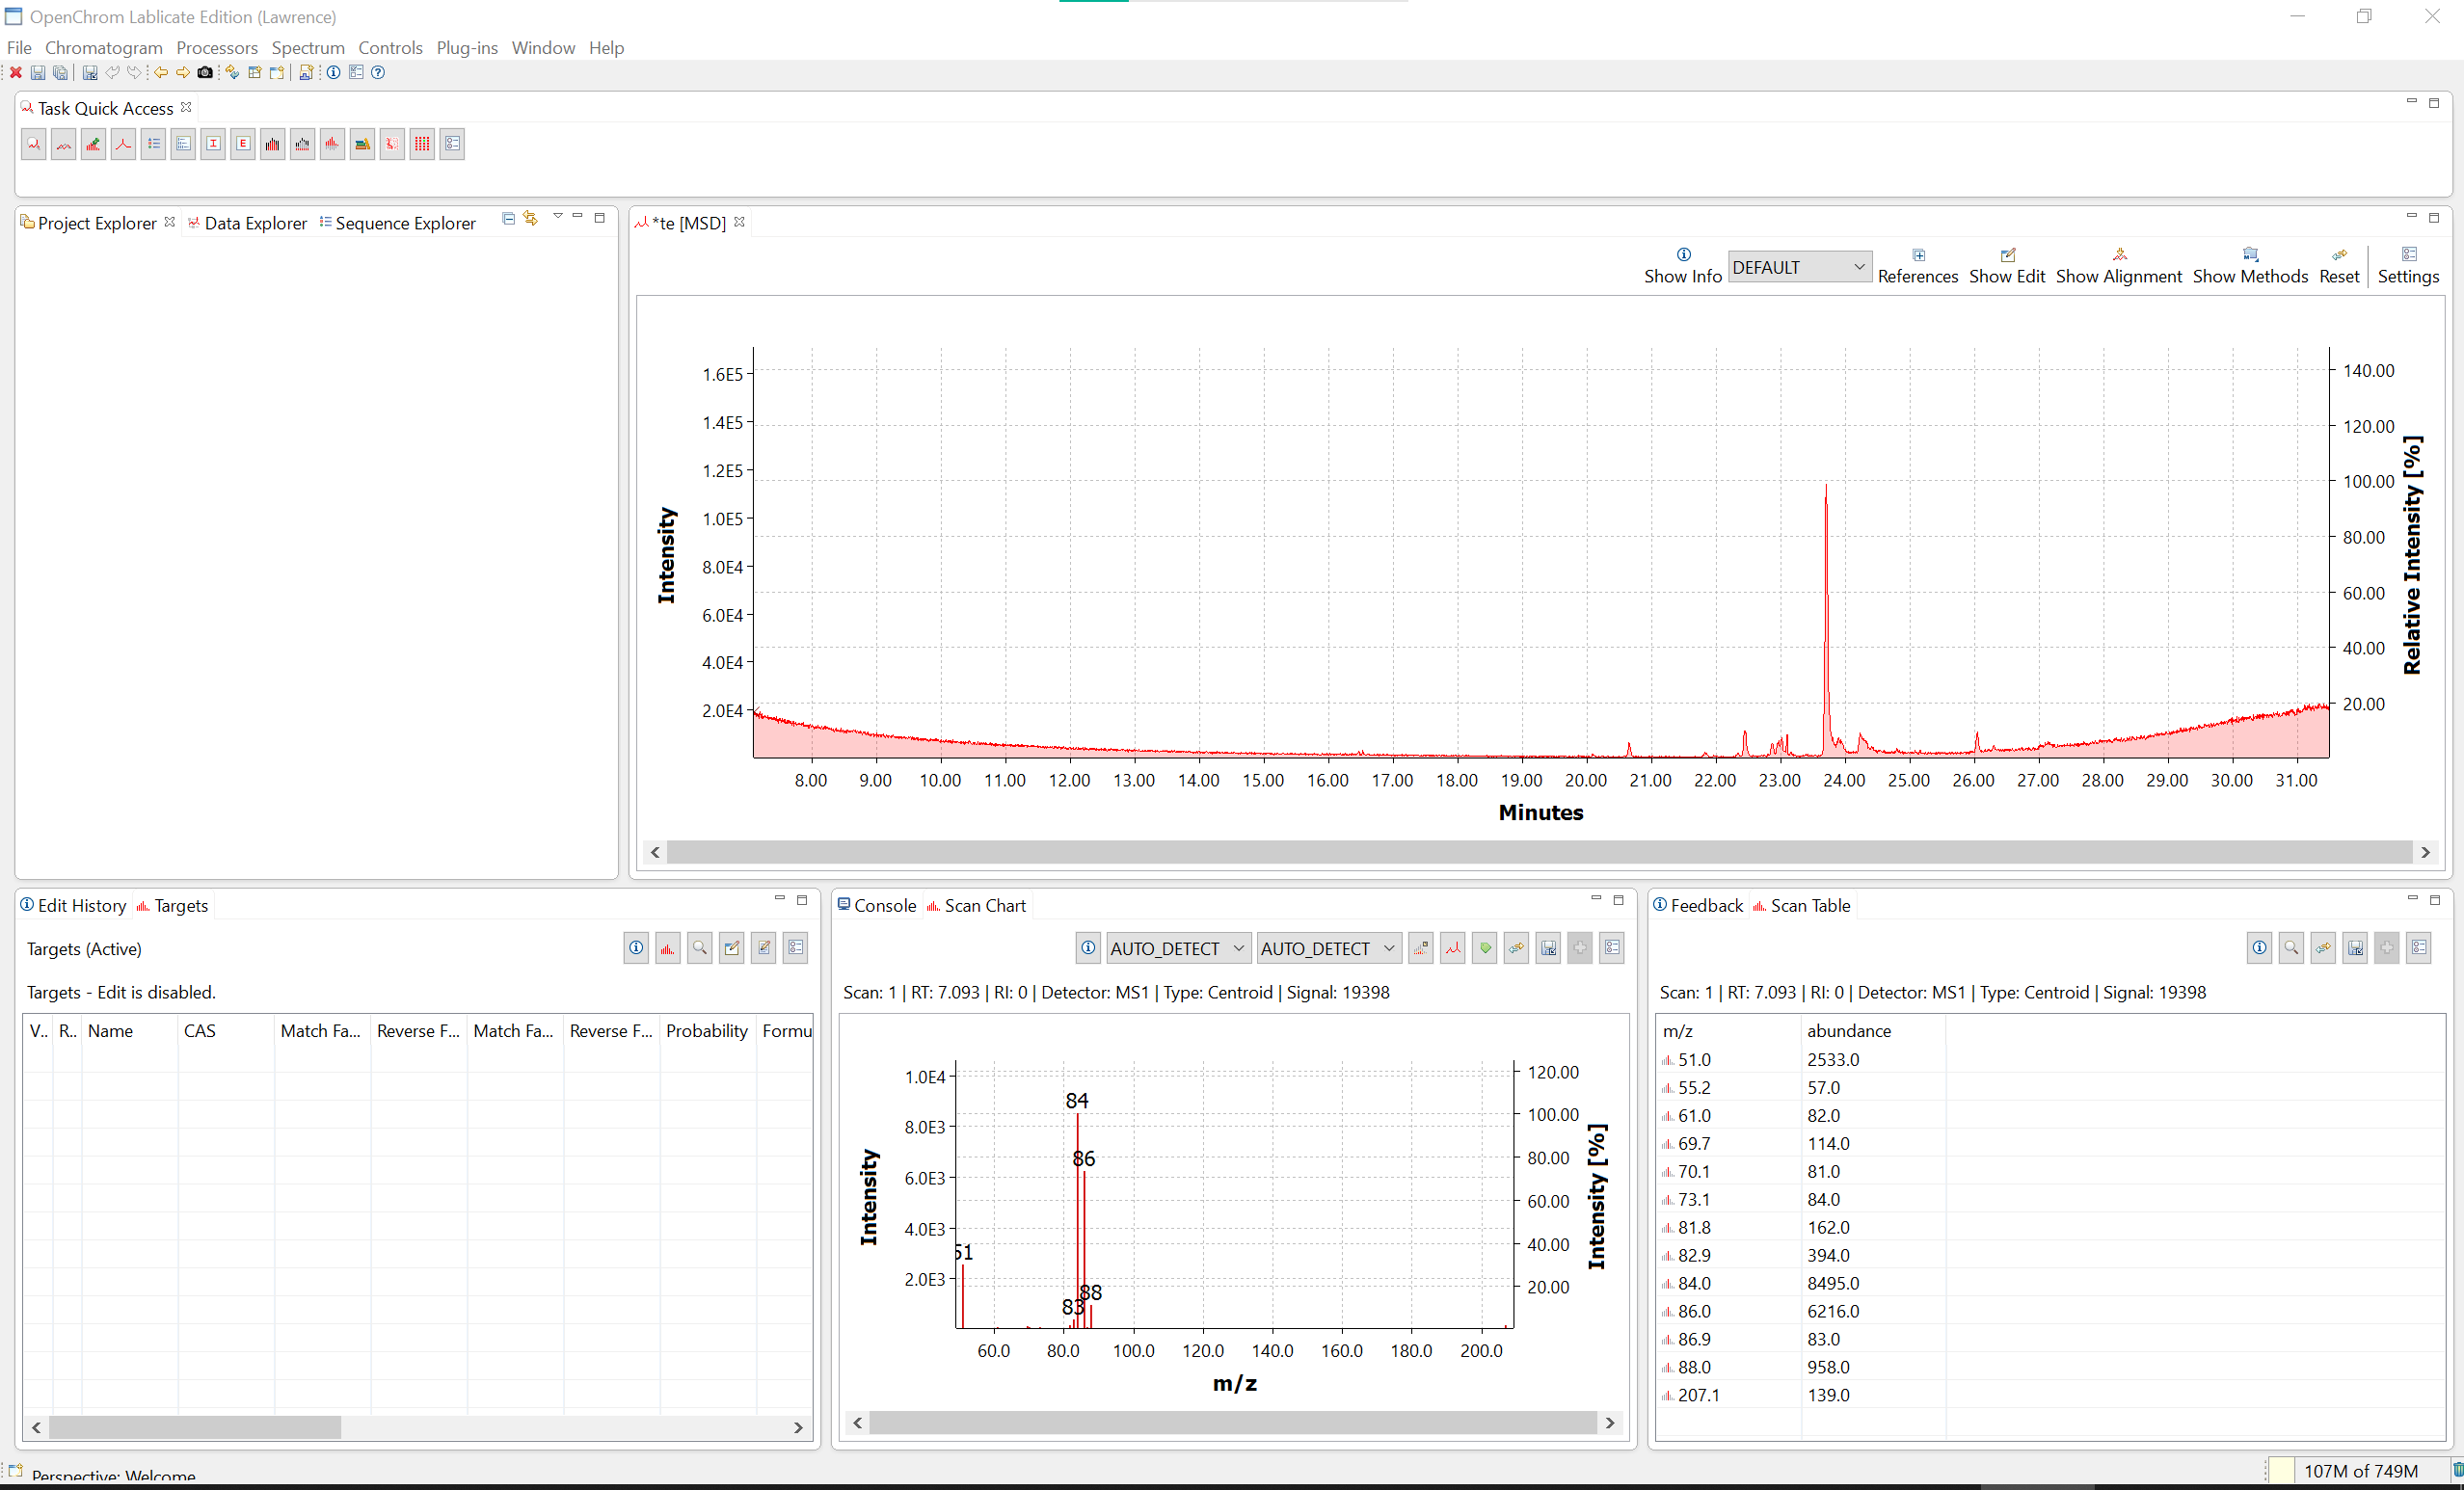 OpenChrom Lablicate Edition (Lawrence)
File Chromatogram Processors Spectrum Controls Plug-ins Window Help
Task Quick Access
I E
Project Explorer Data Explorer Sequence Explorer
*te [MSD]
Show Info DEFAULT References Show Edit Show Alignment Show Methods Reset Settings
Intensity
1.6E5
1.4E5
1.2E5
1.0E5
8.0E4
6.0E4
4.0E4
2.0E4
140.00
120.00
100.00
80.00
60.00
40.00
20.00
Relative Intensity [%]
8.00 9.00 10.00 11.00 12.00 13.00 14.00 15.00 16.00 17.00 18.00 19.00 20.00 21.00 22.00 23.00 24.00 25.00 26.00 27.00 28.00 29.00 30.00 31.00
Minutes
Edit History Targets
Targets (Active)
Targets - Edit is disabled.
V.. R.. Name CAS Match Fa... Reverse F... Match Fa... Reverse F... Probability Formu
Console Scan Chart
AUTO_DETECT AUTO_DETECT
Scan: 1 | RT: 7.093 | RI: 0 | Detector: MS1 | Type: Centroid | Signal: 19398
Intensity
1.0E4
8.0E3
6.0E3
4.0E3
2.0E3
84
86
51
88
83
120.00
100.00
80.00
60.00
40.00
20.00
Intensity [%]
60.0 80.0 100.0 120.0 140.0 160.0 180.0 200.0
m/z
Feedback Scan Table
Scan: 1 | RT: 7.093 | RI: 0 | Detector: MS1 | Type: Centroid | Signal: 19398
m/z abundance
51.0 2533.0
55.2 57.0
61.0 82.0
69.7 114.0
70.1 81.0
73.1 84.0
81.8 162.0
82.9 394.0
84.0 8495.0
86.0 6216.0
86.9 83.0
88.0 958.0
207.1 139.0
Perspective: Welcome
107M of 749M